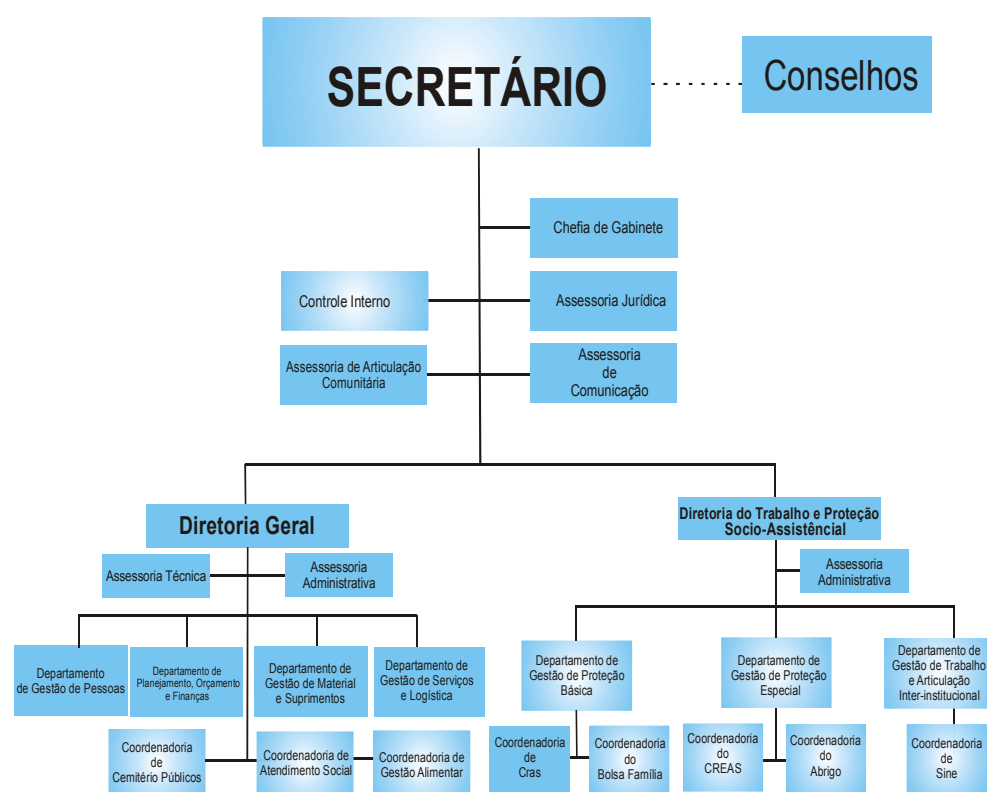 SECRETÁRIO
Conselhos
Chefia de Gabinete
Controle Interno
Assessoria Jurídica
Assessoria de Articulação
Comunitária
Assessoria
de
Comunicação
Diretoria Geral
Diretoria do Trabalho e Proteção
Socio-Assistêncial
Assessoria Técnica
Assessoria
Administrativa
Assessoria
Administrativa
Departamento
de Gestão de Pessoas
Departamento de
Planejamento, Orçamento
e Finanças
Departamento de
Gestão de Material
e Suprimentos
Departamento de
Gestão de Serviços
e Logística
Departamento de
Gestão de Proteção
Básica
Departamento de
Gestão de Proteção
Especial
Departamento de
Gestão de Trabalho
e Articulação
Inter-institucional
Coordenadoria
de
Cemitério Públicos
Coordenadoria de
Atendimento Social
Coordenadoria de
Gestão Alimentar
Coordenadoria
de
Cras
Coordenadoria
do
Bolsa Família
Coordenadoria
do
CREAS
Coordenadoria
do
Abrigo
Coordenadoria
de
Sine